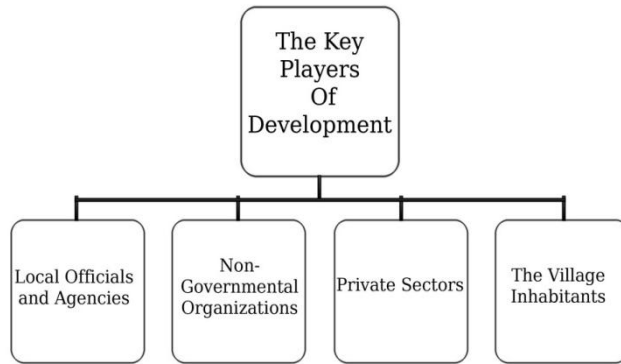 The Key
Players
Of
Development
Local Officials
and Agencies
Non-
Governmental
Organizations
Private Sectors
The Village
Inhabitants